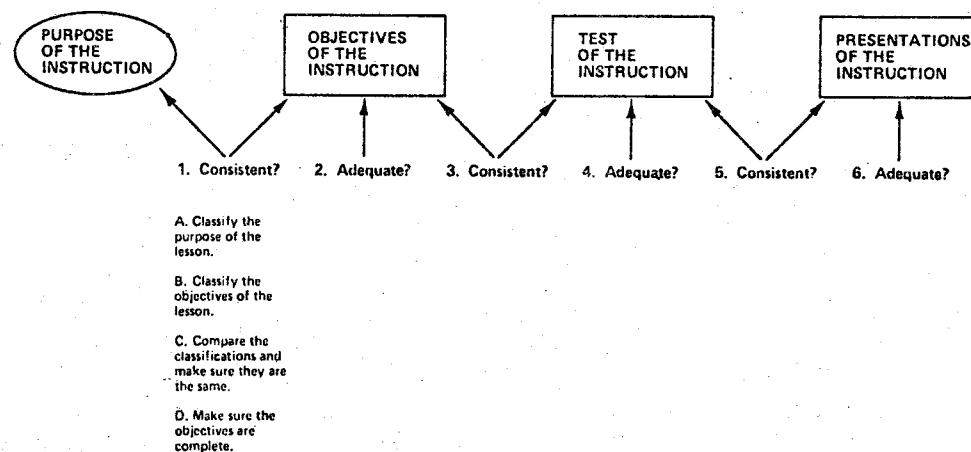 PURPOSE
OF THE
INSTRUCTION
OBJECTIVES
OF THE
INSTRUCTION
TEST
OF THE
INSTRUCTION
PRESENTATIONS
OF THE
INSTRUCTION
1. Consistent?
2. Adequate?
3. Consistent?
4. Adequate?
5. Consistent?
6. Adequate?
A. Classify the
purpose of the
lesson.
B. Classify the
objectives of the
lesson.
C. Compare the
classifications and
make sure they are
the same.
D. Make sure the
objectives are
complete.